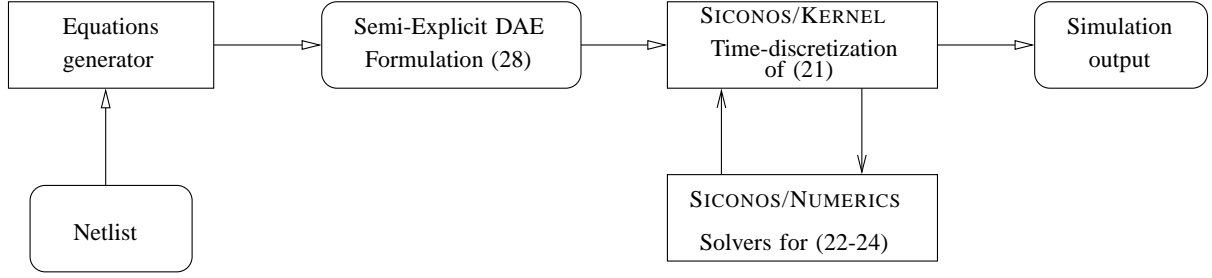 Equations
generator
Semi-Explicit DAE
Formulation (28)
SICONOS/KERNEL
Time-discretization
of (21)
Simulation
output
Netlist
SICONOS/NUMERICS
Solvers for (22-24)